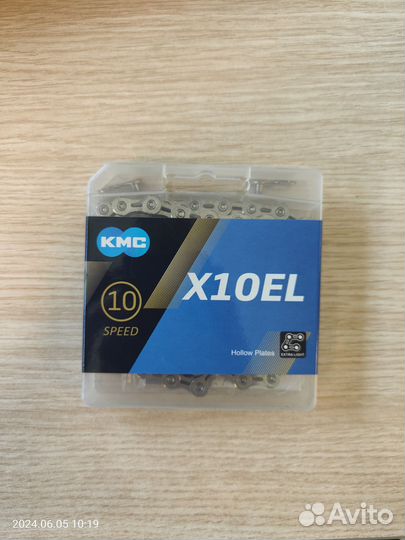 KMC
X10EL
10
SPEED
Hollow Plates
EXTRA LIGHT
2024.06.05 10:19
Avito